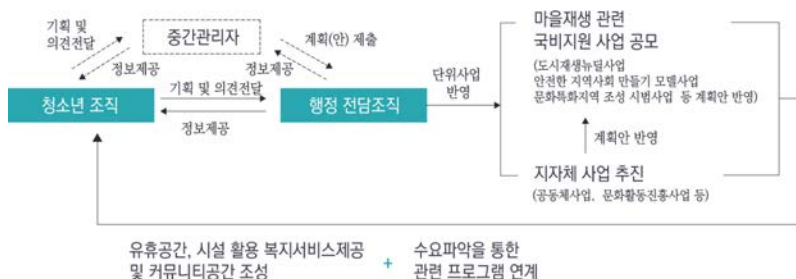 기획 및
의견전달
중간관리자
계획(안) 제출
정보제공
정보제공
청소년 조직
기획 및 의견전달
정보제공
행정 전담조직
단위사업
반영
마을재생 관련
국비지원 사업 공모
(도시재생뉴딜사업
안전한 지역사회 만들기 모델사업
문화특화지역 조성 시범사업 등 계획안 반영)
계획안 반영
지자체 사업 추진
(공동체사업, 문화활동진흥사업 등)
유휴공간, 시설 활용 복지서비스제공
및 커뮤니티공간 조성
+
수요파악을 통한
관련 프로그램 연계